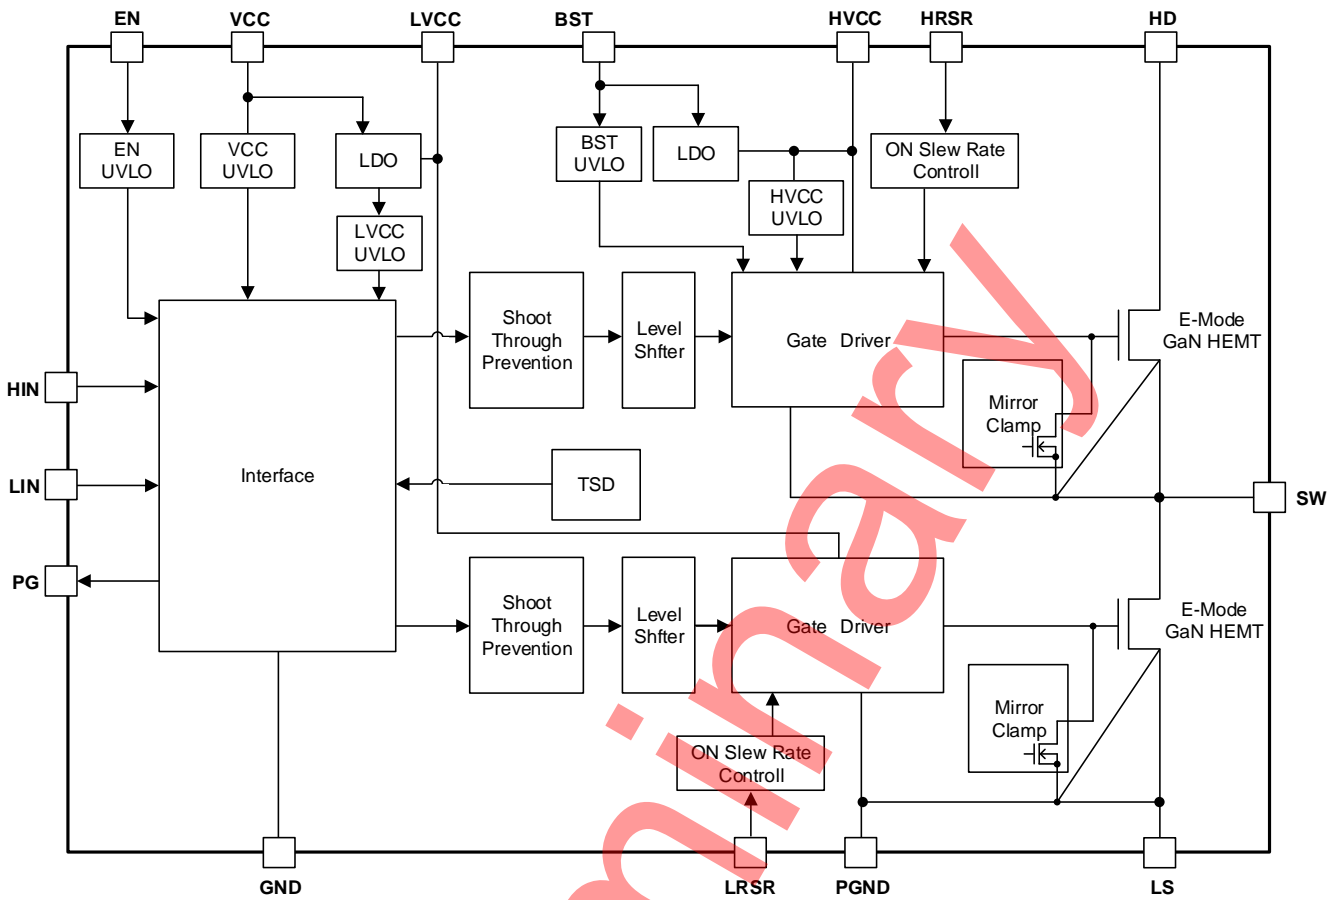 EN
VCC
LVCC
BST
HVCC
HRSR
HD
EN
UVLO
VCC
UVLO
LDO
BST
UVLO
LDO
ON Slew Rate
Controll
LVCC
UVLO
HVCC
UVLO
Shoot
Through
Prevention
Level
Shfter
Gate Driver
E-Mode
GaN HEMT
HIN
Mirror
Clamp
Interface
LIN
TSD
SW
PG
Shoot
Through
Prevention
Level
Shfter
Gate Driver
E-Mode
GaN HEMT
Mirror
Clamp
ON Slew Rate
Controll
GND
LRSR
PGND
LS
minary